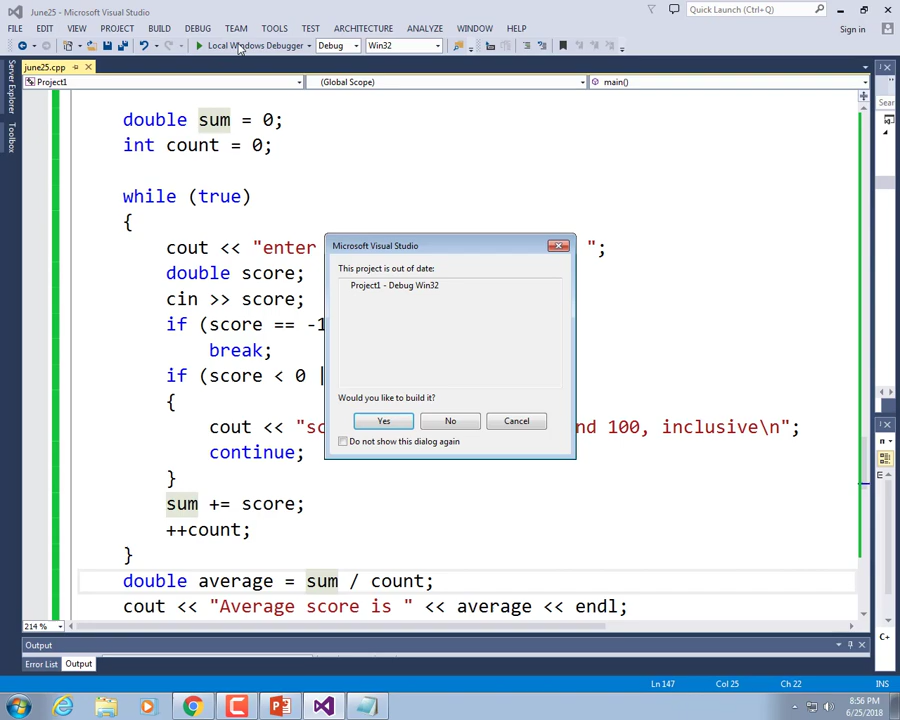 June25 - Microsoft Visual Studio
Quick Launch (Ctrl+Q)
FILE EDIT VIEW PROJECT BUILD DEBUG TEAM TOOLS TEST ARCHITECTURE ANALYZE WINDOW HELP
Sign in
Local Windows Debugger Debug Win32
june25.cpp
Project1 (Global Scope) main()
Server Explorer
Toolbox
Sear
double sum = 0;
int count = 0;
while (true)
{
cout << "enter ";
double score;
cin >> score;
if (score == -1
break;
if (score < 0 |
{
cout << "sc nd 100, inclusive\n";
continue;
}
sum += score;
++count;
}
double average = sum / count;
cout << "Average score is " << average << endl;
Microsoft Visual Studio
This project is out of date:
Project1 - Debug Win32
Would you like to build it?
Yes No Cancel
Do not show this dialog again
214 %
Output
C+
Error List Output
Ln 147 Col 25 Ch 22 INS
8:56 PM
6/25/2018